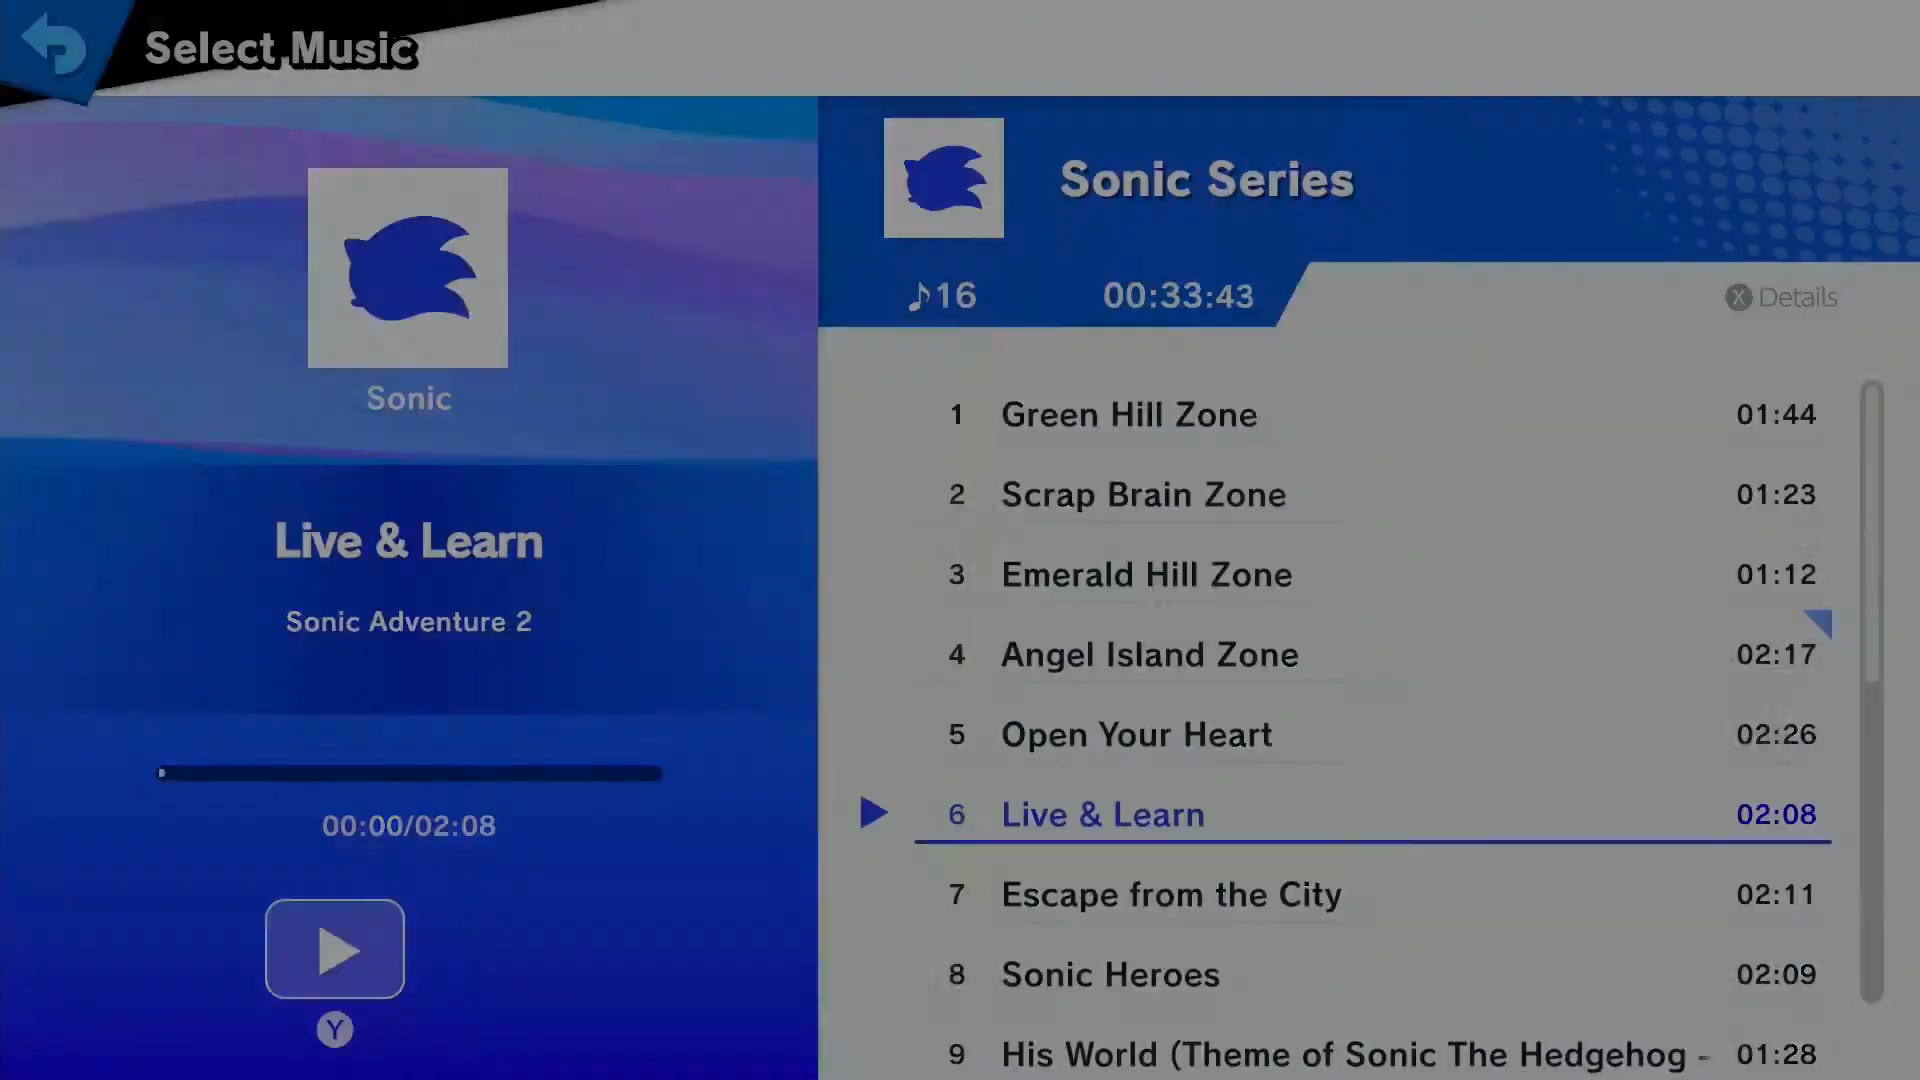 Select Music
Sonic
Live & Learn
Sonic Adventure 2
00:00/02:08
Y
Sonic Series
♪16 00:33:43
X Details
1 Green Hill Zone 01:44
2 Scrap Brain Zone 01:23
3 Emerald Hill Zone 01:12
4 Angel Island Zone 02:17
5 Open Your Heart 02:26
6 Live & Learn 02:08
7 Escape from the City 02:11
8 Sonic Heroes 02:09
9 His World (Theme of Sonic The Hedgehog - 01:28